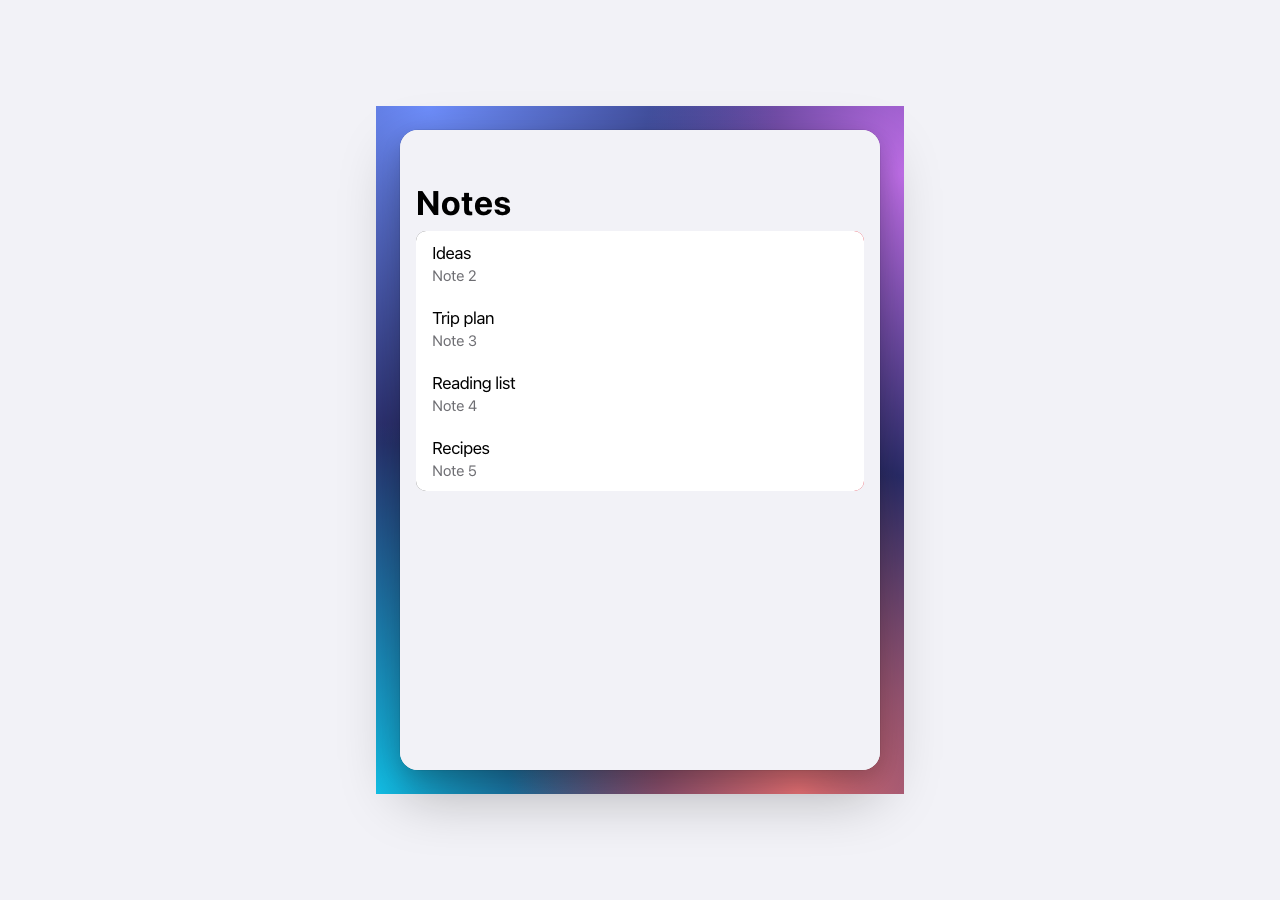 Notes
Ideas
Note 2
Trip plan
Note 3
Reading list
Note 4
Recipes
Note 5